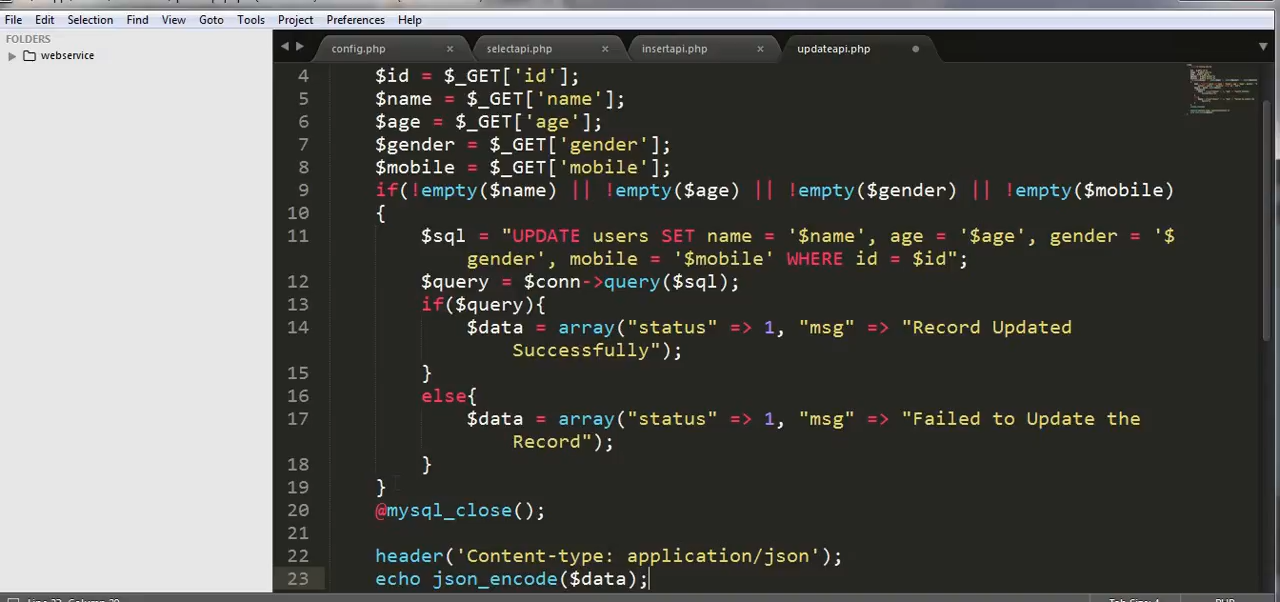 File Edit Selection Find View Goto Tools Project Preferences Help
FOLDERS
webservice
config.php × selectapi.php × insertapi.php × updateapi.php
4 $id = $_GET['id'];
5 $name = $_GET['name'];
6 $age = $_GET['age'];
7 $gender = $_GET['gender'];
8 $mobile = $_GET['mobile'];
9 if(!empty($name) || !empty($age) || !empty($gender) || !empty($mobile)
10 {
11 $sql = "UPDATE users SET name = '$name', age = '$age', gender = '$
gender', mobile = '$mobile' WHERE id = $id";
12 $query = $conn->query($sql);
13 if($query){
14 $data = array("status" => 1, "msg" => "Record Updated
Successfully");
15 }
16 else{
17 $data = array("status" => 1, "msg" => "Failed to Update the
Record");
18 }
19 }
20 @mysql_close();
21
22 header('Content-type: application/json');
23 echo json_encode($data);